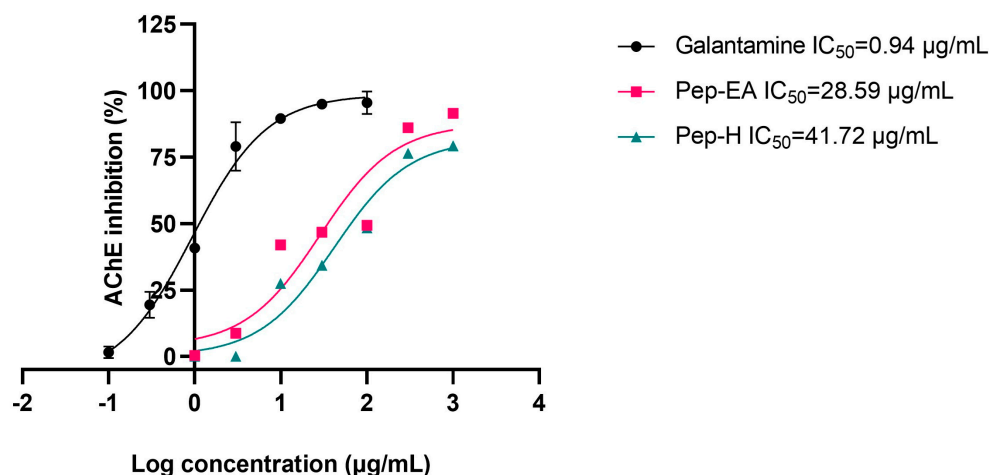 125
100
75
50
25
0
AChE inhibition (%)
-2 -1 0 1 2 3 4
Log concentration (µg/mL)
Galantamine IC₅₀=0.94 µg/mL
Pep-EA IC₅₀=28.59 µg/mL
Pep-H IC₅₀=41.72 µg/mL